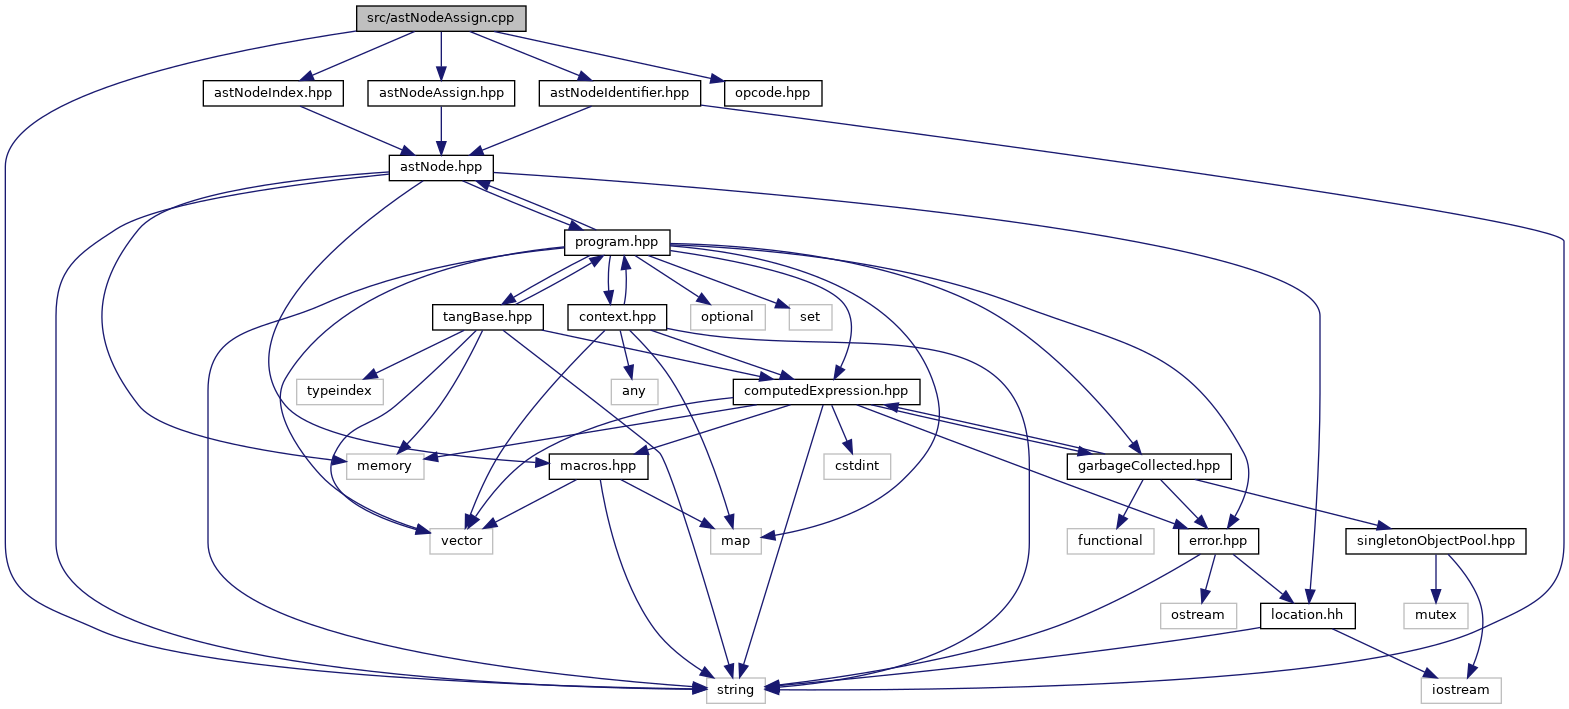 src/astNodeAssign.cpp
astNodeIndex.hpp
astNodeAssign.hpp
astNodeIdentifier.hpp
opcode.hpp
astNode.hpp
program.hpp
tangBase.hpp
context.hpp
optional
set
typeindex
any
computedExpression.hpp
memory
macros.hpp
cstdint
garbageCollected.hpp
vector
map
functional
error.hpp
singletonObjectPool.hpp
ostream
location.hh
mutex
string
iostream